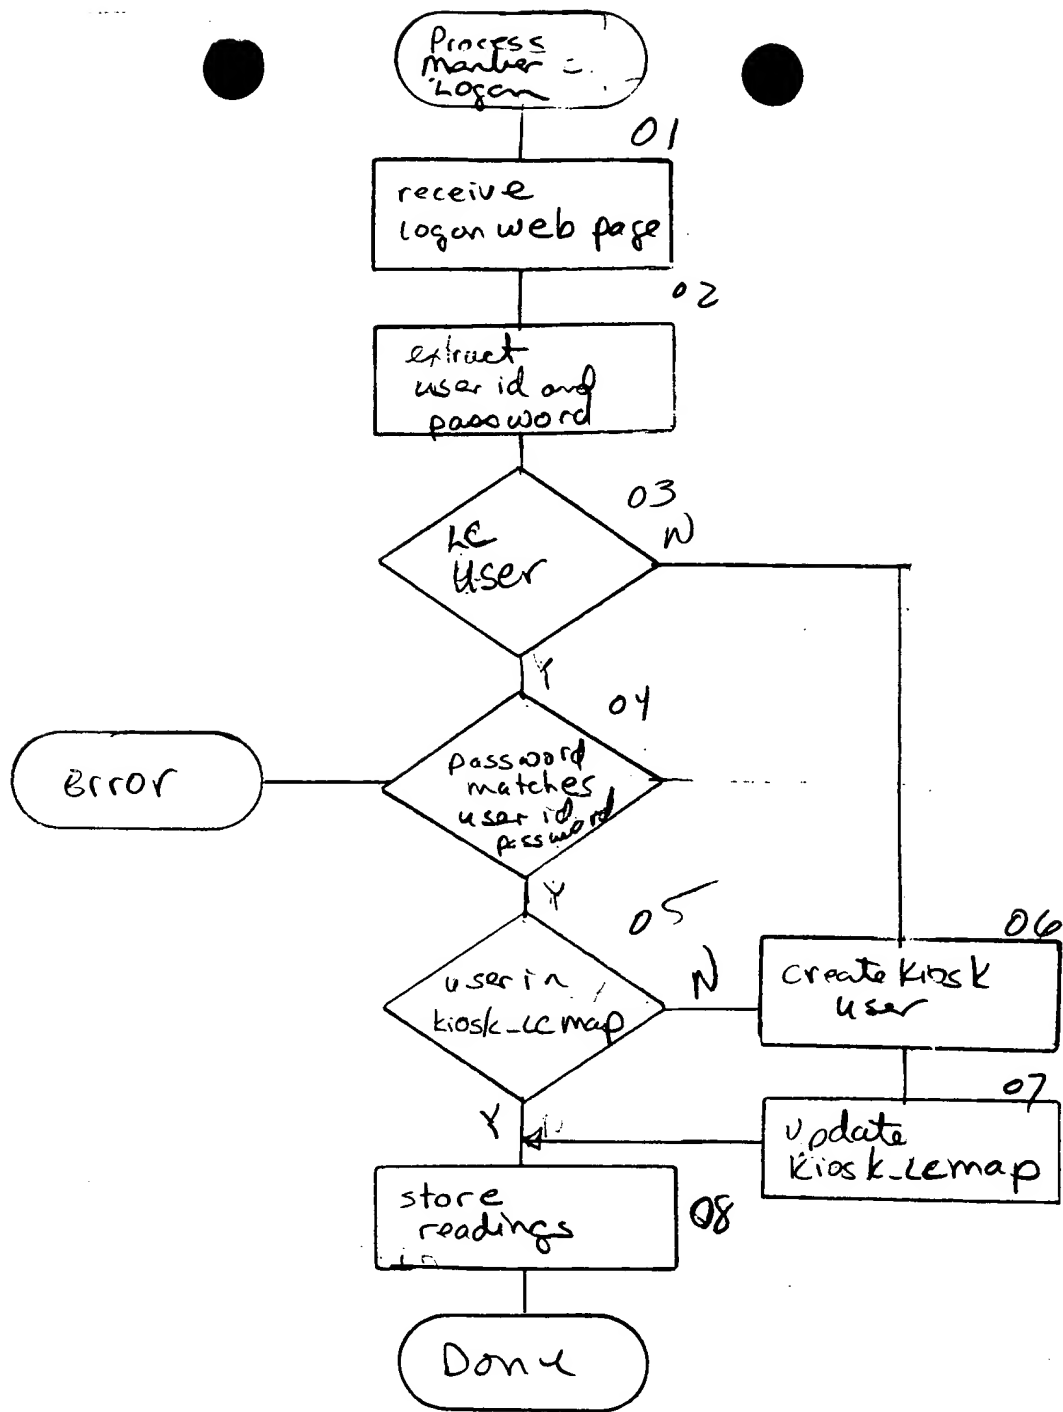 Process
Logon
01
receive
logon web page
02
extract
user id and
password
03
LC
User
N
Y
04
Error
password
matches
user id
password
Y
05
user in
kiosk_LCmap
N
06
create kiosk
user
Y
07
update
kiosk_LCmap
store
readings
08
Done